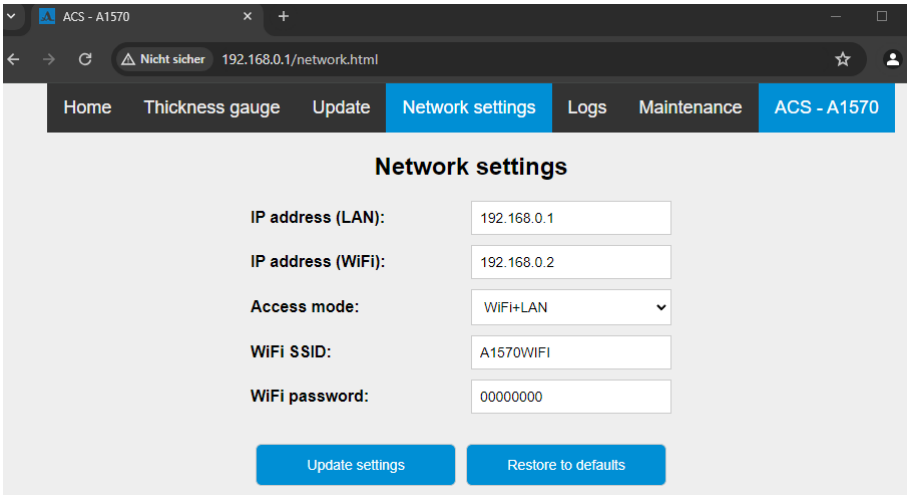 ACS - A1570
Nicht sicher 192.168.0.1/network.html
Home Thickness gauge Update Network settings Logs Maintenance ACS - A1570
Network settings
IP address (LAN): 192.168.0.1
IP address (WiFi): 192.168.0.2
Access mode: WiFi+LAN
WiFi SSID: A1570WIFI
WiFi password: 00000000
Update settings Restore to defaults